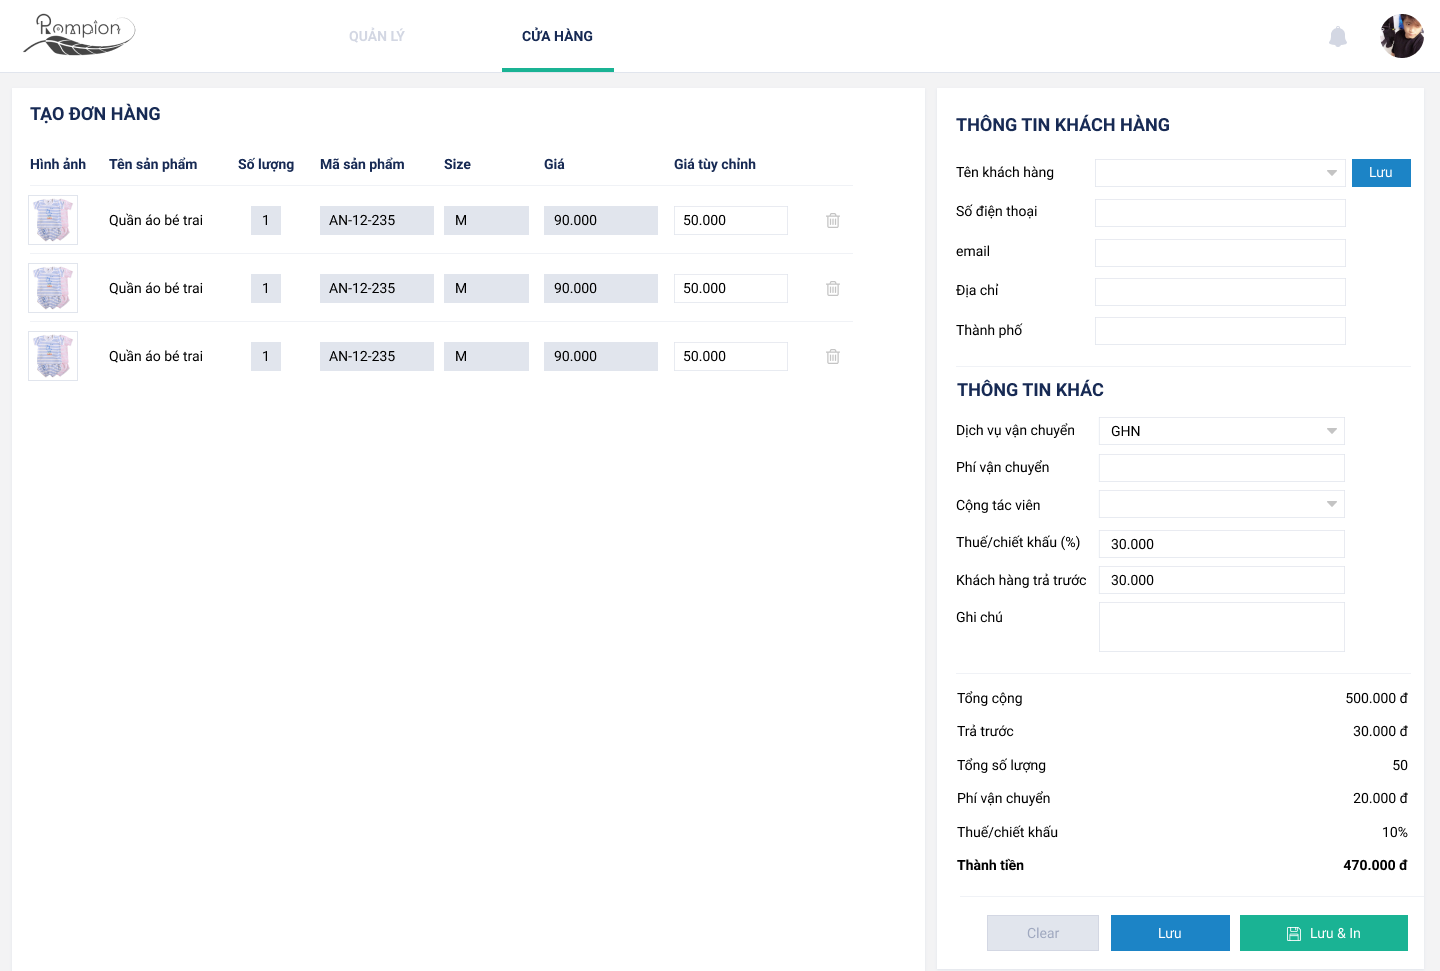 Rompion
QUẢN LÝ
CỬA HÀNG
TẠO ĐƠN HÀNG
Hình ảnh Tên sản phẩm Số lượng Mã sản phẩm Size Giá Giá tùy chỉnh
Quần áo bé trai 1 AN-12-235 M 90.000 50.000
Quần áo bé trai 1 AN-12-235 M 90.000 50.000
Quần áo bé trai 1 AN-12-235 M 90.000 50.000
THÔNG TIN KHÁCH HÀNG
Tên khách hàng Lưu
Số điện thoại
email
Địa chỉ
Thành phố
THÔNG TIN KHÁC
Dịch vụ vận chuyển GHN
Phí vận chuyển
Cộng tác viên
Thuế/chiết khấu (%) 30.000
Khách hàng trả trước 30.000
Ghi chú
Tổng cộng 500.000 đ
Trả trước 30.000 đ
Tổng số lượng 50
Phí vận chuyển 20.000 đ
Thuế/chiết khấu 10%
Thành tiền 470.000 đ
Clear Lưu Lưu & In